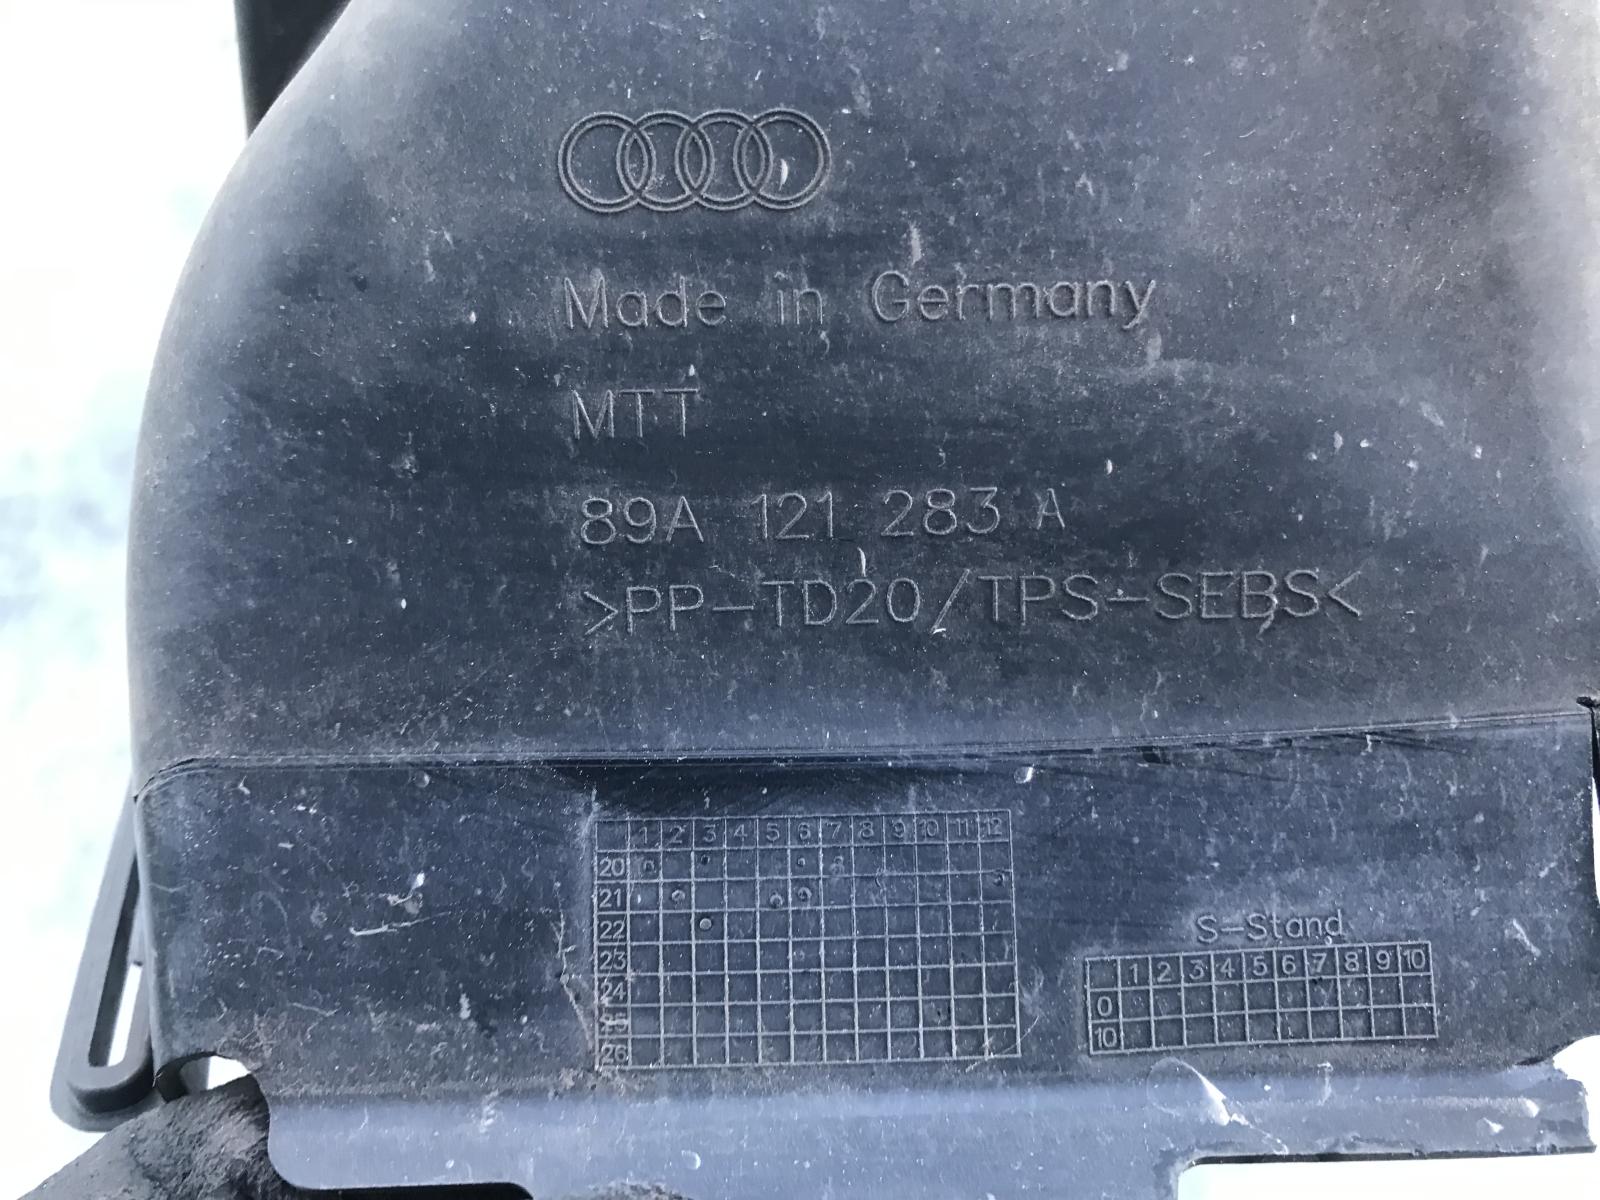 Made in Germany
MTT
89A 121 283 A
>PP-TD20/TPS-SEBS<
1 2 3 4 5 6 7 8 9 10 11 12
20
21
22
23
24
25
26
S-Stand
1 2 3 4 5 6 7 8 9 10
0
10